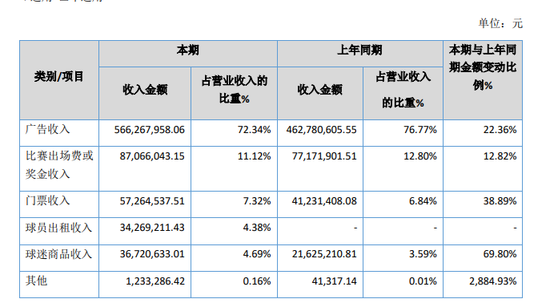 单位：元
类别/项目 本期 上年同期 本期与上年同期金额变动比例%
收入金额 占营业收入的比重% 收入金额 占营业收入的比重%
广告收入 566,267,958.06 72.34% 462,780,605.55 76.77% 22.36%
比赛出场费或奖金收入 87,066,043.15 11.12% 77,171,901.51 12.80% 12.82%
门票收入 57,264,537.51 7.32% 41,231,408.08 6.84% 38.89%
球员出租收入 34,269,211.43 4.38% - - -
球迷商品收入 36,720,633.01 4.69% 21,625,210.81 3.59% 69.80%
其他 1,233,286.42 0.16% 41,317.14 0.01% 2,884.93%